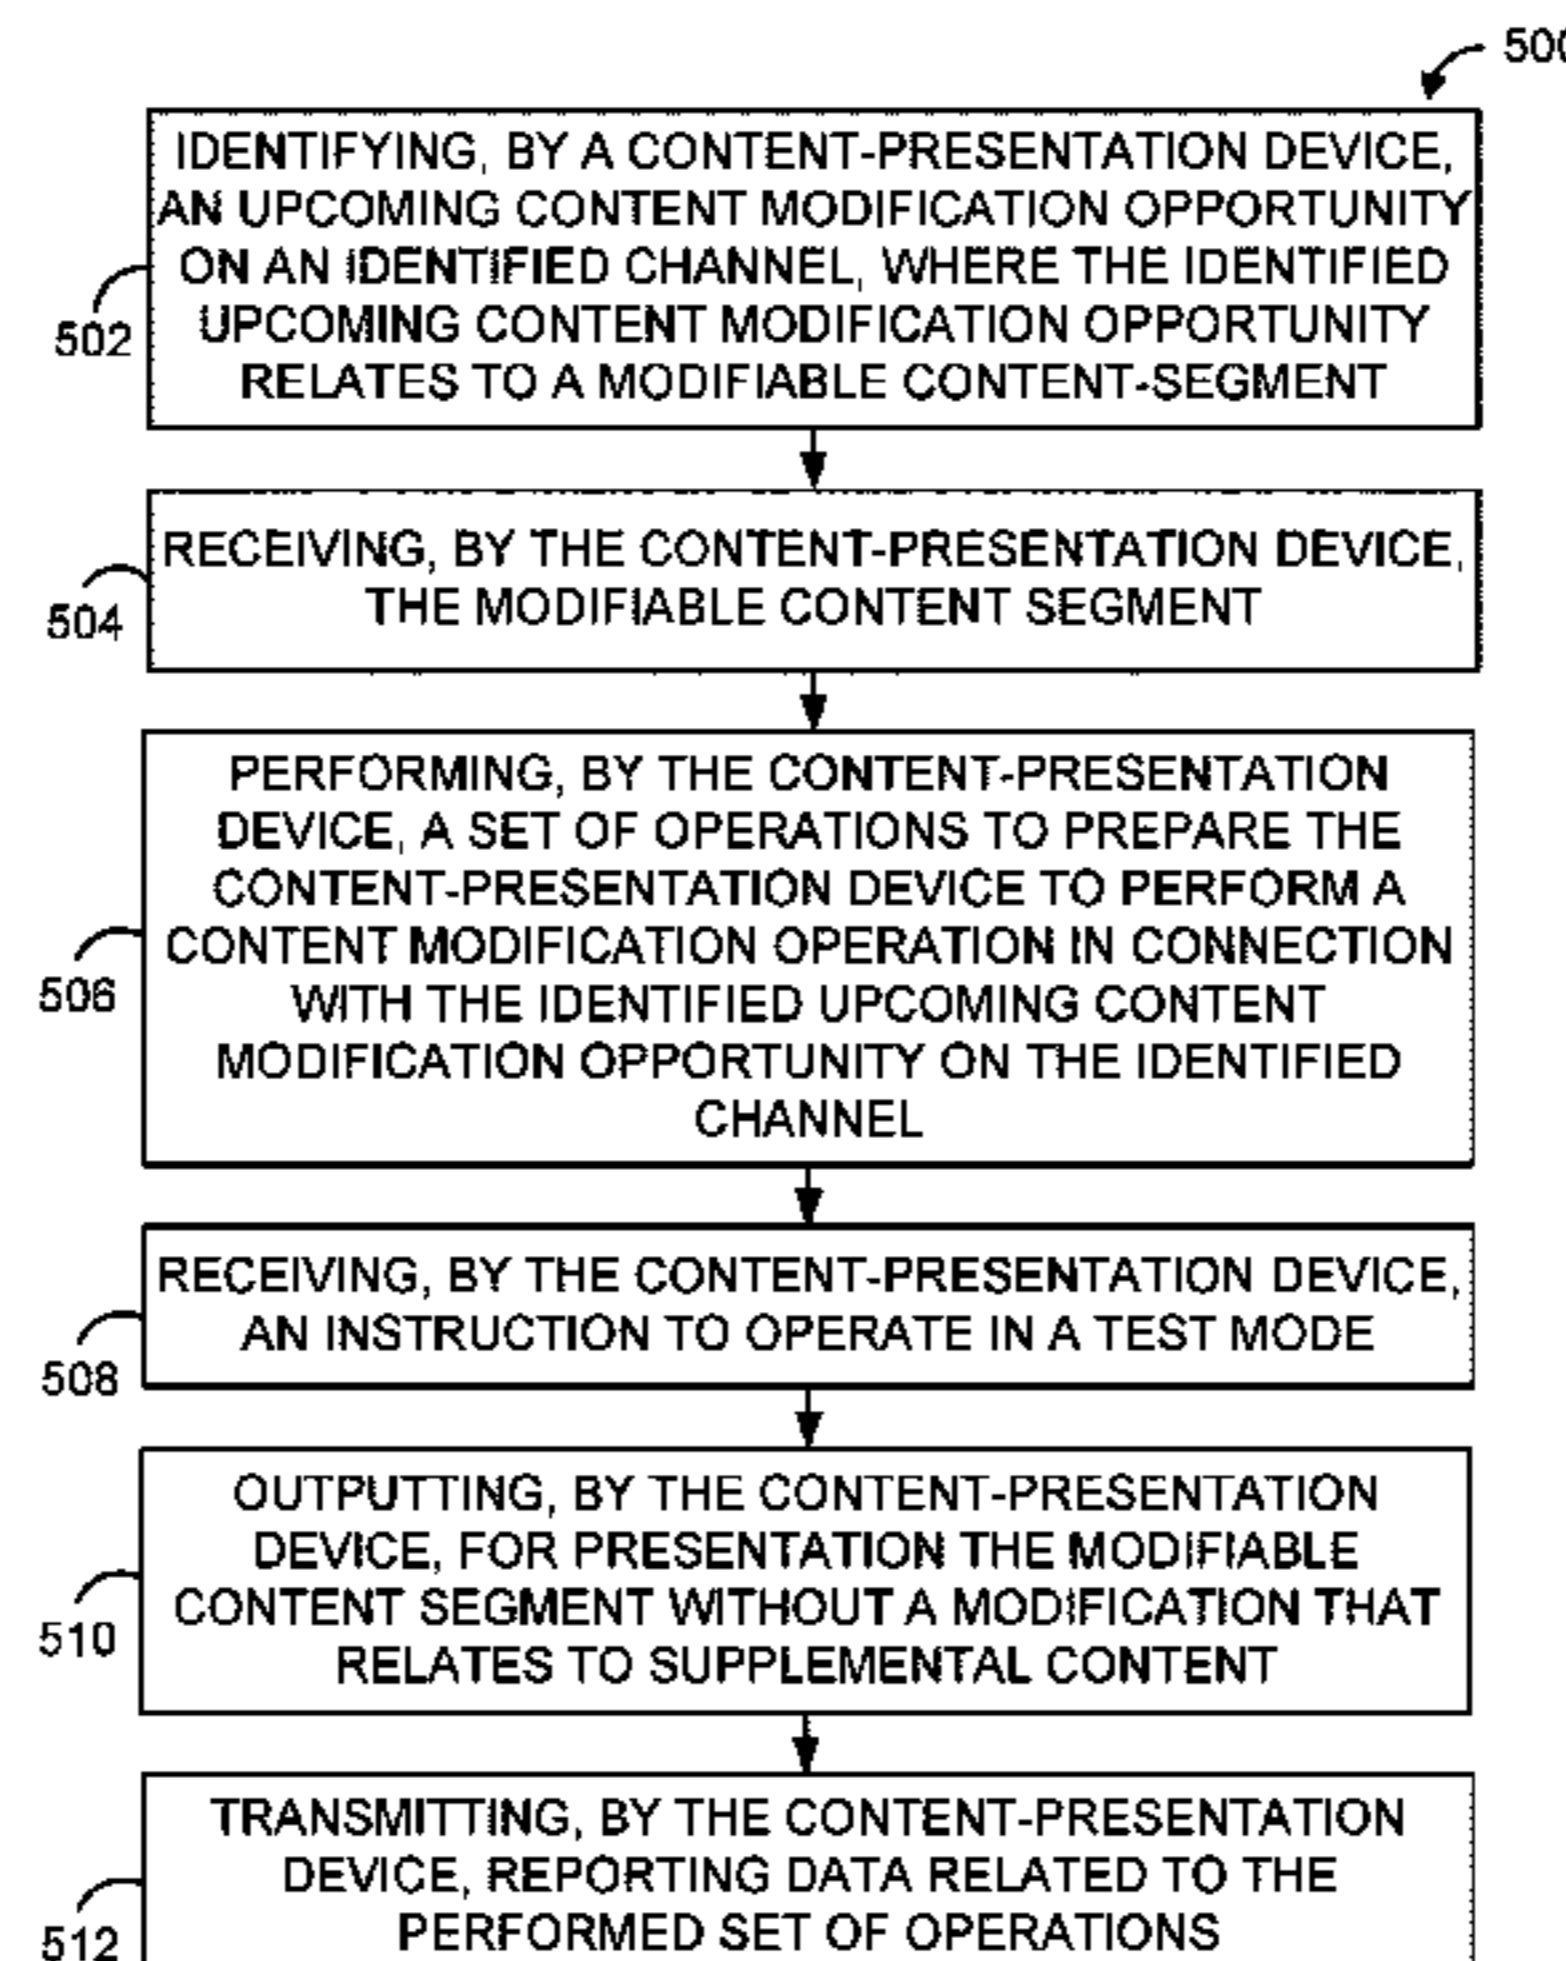 500
IDENTIFYING, BY A CONTENT-PRESENTATION DEVICE,
AN UPCOMING CONTENT MODIFICATION OPPORTUNITY
ON AN IDENTIFIED CHANNEL, WHERE THE IDENTIFIED
UPCOMING CONTENT MODIFICATION OPPORTUNITY
RELATES TO A MODIFIABLE CONTENT-SEGMENT
502
RECEIVING, BY THE CONTENT-PRESENTATION DEVICE,
THE MODIFIABLE CONTENT SEGMENT
504
PERFORMING, BY THE CONTENT-PRESENTATION
DEVICE, A SET OF OPERATIONS TO PREPARE THE
CONTENT-PRESENTATION DEVICE TO PERFORM A
CONTENT MODIFICATION OPERATION IN CONNECTION
WITH THE IDENTIFIED UPCOMING CONTENT
MODIFICATION OPPORTUNITY ON THE IDENTIFIED
CHANNEL
506
RECEIVING, BY THE CONTENT-PRESENTATION DEVICE,
AN INSTRUCTION TO OPERATE IN A TEST MODE
508
OUTPUTTING, BY THE CONTENT-PRESENTATION
DEVICE, FOR PRESENTATION THE MODIFIABLE
CONTENT SEGMENT WITHOUT A MODIFICATION THAT
RELATES TO SUPPLEMENTAL CONTENT
510
TRANSMITTING, BY THE CONTENT-PRESENTATION
DEVICE, REPORTING DATA RELATED TO THE
PERFORMED SET OF OPERATIONS
512